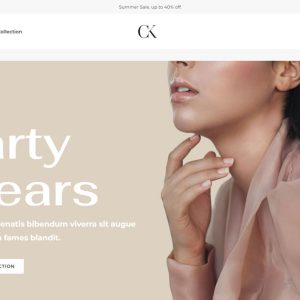 Summer Sale, up to 40% off.
ollection
CK
arty
ears
enatis bibendum viverra sit augue
fames blandit.
CTION